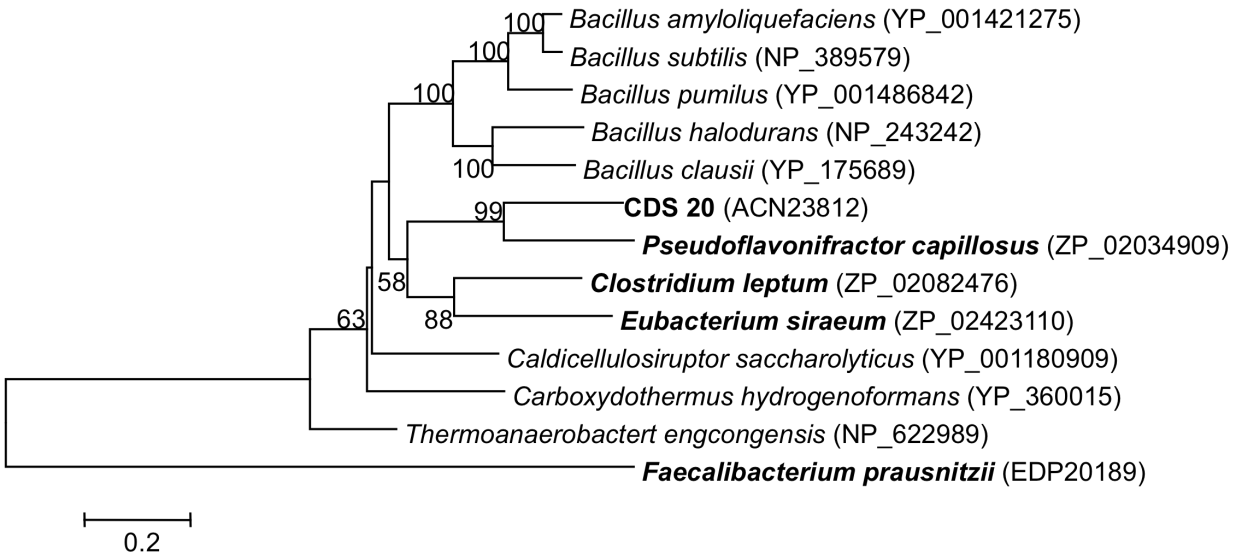 100
Bacillus amyloliquefaciens (YP_001421275)
100
Bacillus subtilis (NP_389579)
100
Bacillus pumilus (YP_001486842)
Bacillus halodurans (NP_243242)
100
Bacillus clausii (YP_175689)
99
CDS 20 (ACN23812)
Pseudoflavonifractor capillosus (ZP_02034909)
58
Clostridium leptum (ZP_02082476)
63
88
Eubacterium siraeum (ZP_02423110)
Caldicellulosiruptor saccharolyticus (YP_001180909)
Carboxydothermus hydrogenoformans (YP_360015)
Thermoanaerobactert engcongensis (NP_622989)
Faecalibacterium prausnitzii (EDP20189)
0.2